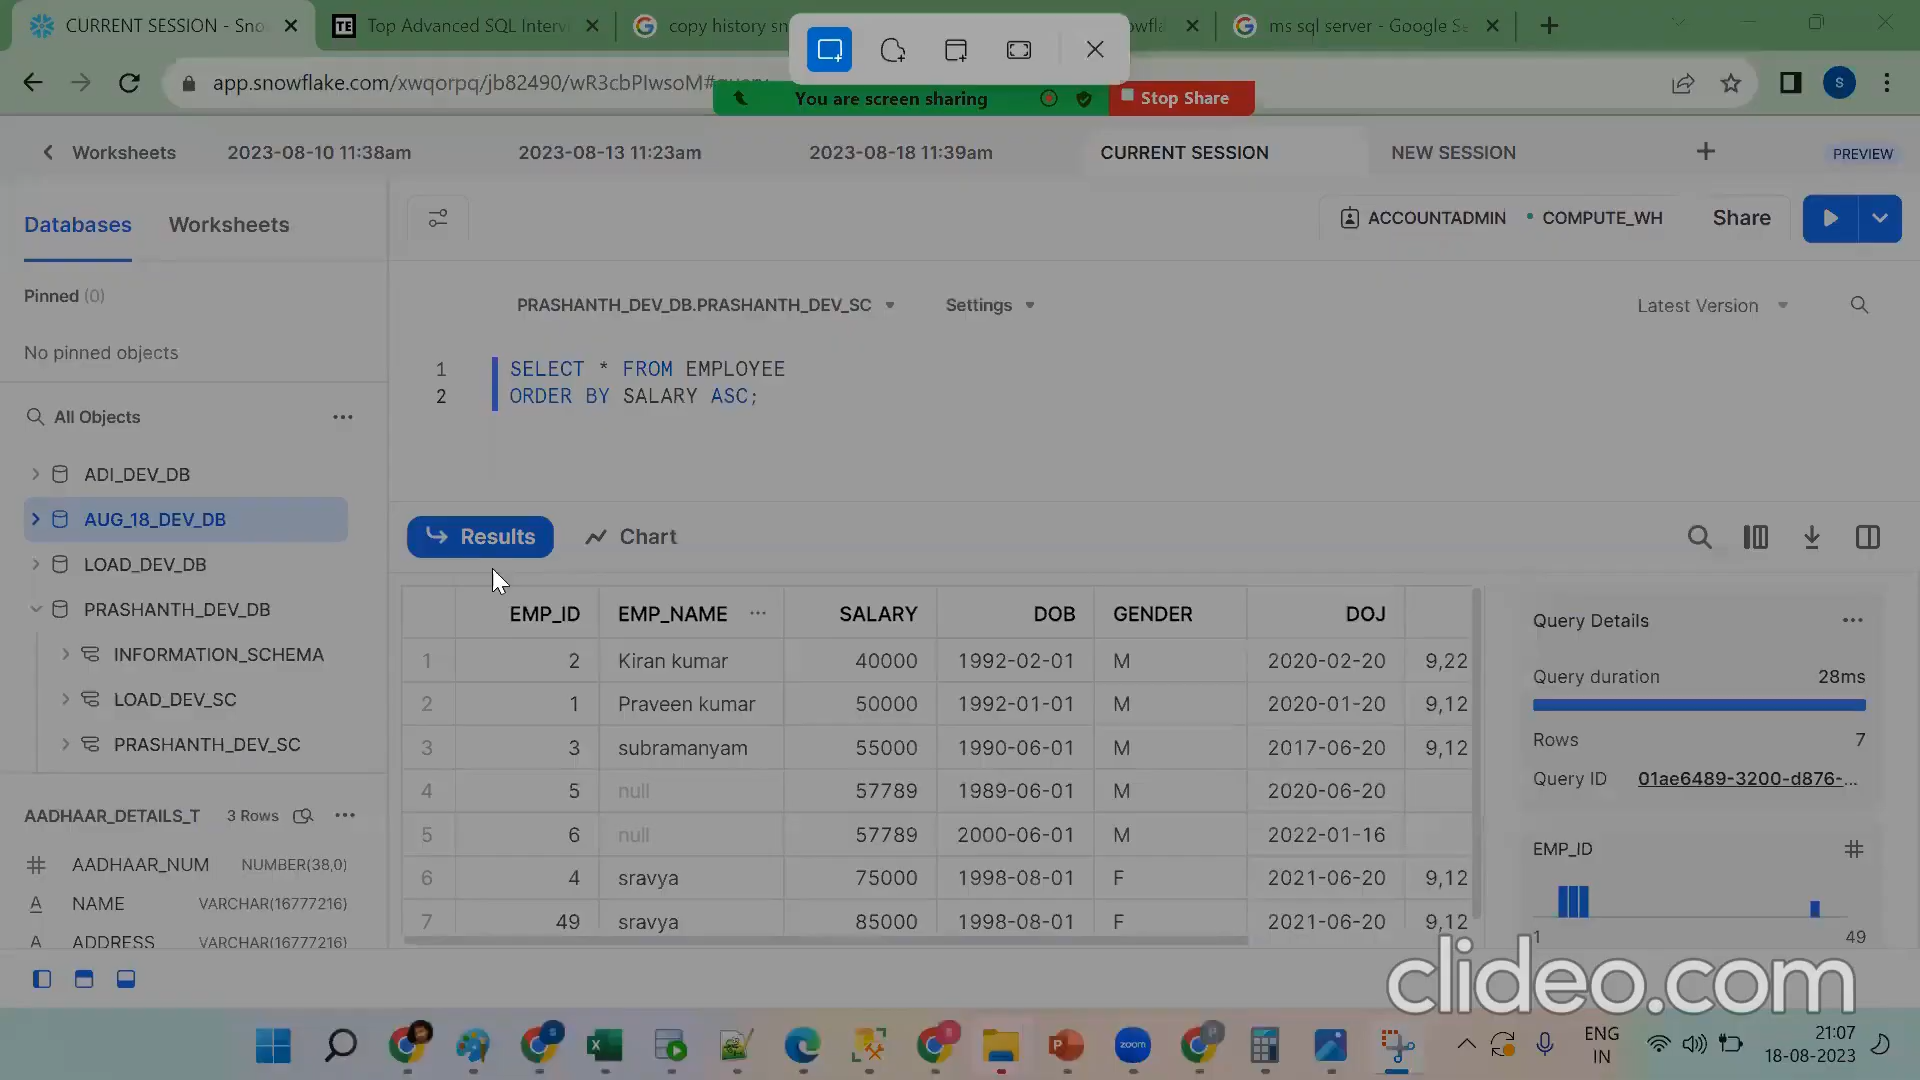 CURRENT SESSION - Sno
TE Top Advanced SQL Intervi
copy history sn
owfla
ms sql server - Google Se
app.snowflake.com/xwqorpq/jb82490/wR3cbPIwsoM#query
S
You are screen sharing
Stop Share
Worksheets
2023-08-10 11:38am
2023-08-13 11:23am
2023-08-18 11:39am
CURRENT SESSION
NEW SESSION
PREVIEW
Databases
Worksheets
ACCOUNTADMIN
COMPUTE_WH
Share
Pinned (0)
No pinned objects
PRASHANTH_DEV_DB.PRASHANTH_DEV_SC
Settings
Latest Version
1 SELECT * FROM EMPLOYEE
2 ORDER BY SALARY ASC;
All Objects
ADI_DEV_DB
AUG_18_DEV_DB
LOAD_DEV_DB
PRASHANTH_DEV_DB
INFORMATION_SCHEMA
LOAD_DEV_SC
PRASHANTH_DEV_SC
AADHAAR_DETAILS_T 3 Rows
AADHAAR_NUM NUMBER(38,0)
NAME VARCHAR(16777216)
ADDRESS VARCHAR(16777216)
Results
Chart
EMP_ID EMP_NAME SALARY DOB GENDER DOJ
1 2 Kiran kumar 40000 1992-02-01 M 2020-02-20 9,22
2 1 Praveen kumar 50000 1992-01-01 M 2020-01-20 9,12
3 3 subramanyam 55000 1990-06-01 M 2017-06-20 9,12
4 5 null 57789 1989-06-01 M 2020-06-20
5 6 null 57789 2000-06-01 M 2022-01-16
6 4 sravya 75000 1998-08-01 F 2021-06-20 9,12
7 49 sravya 85000 1998-08-01 F 2021-06-20 9,12
Query Details
Query duration 28ms
Rows 7
Query ID 01ae6489-3200-d876-...
EMP_ID
1 49
clideo.com
zoom
ENG
IN
21:07
18-08-2023